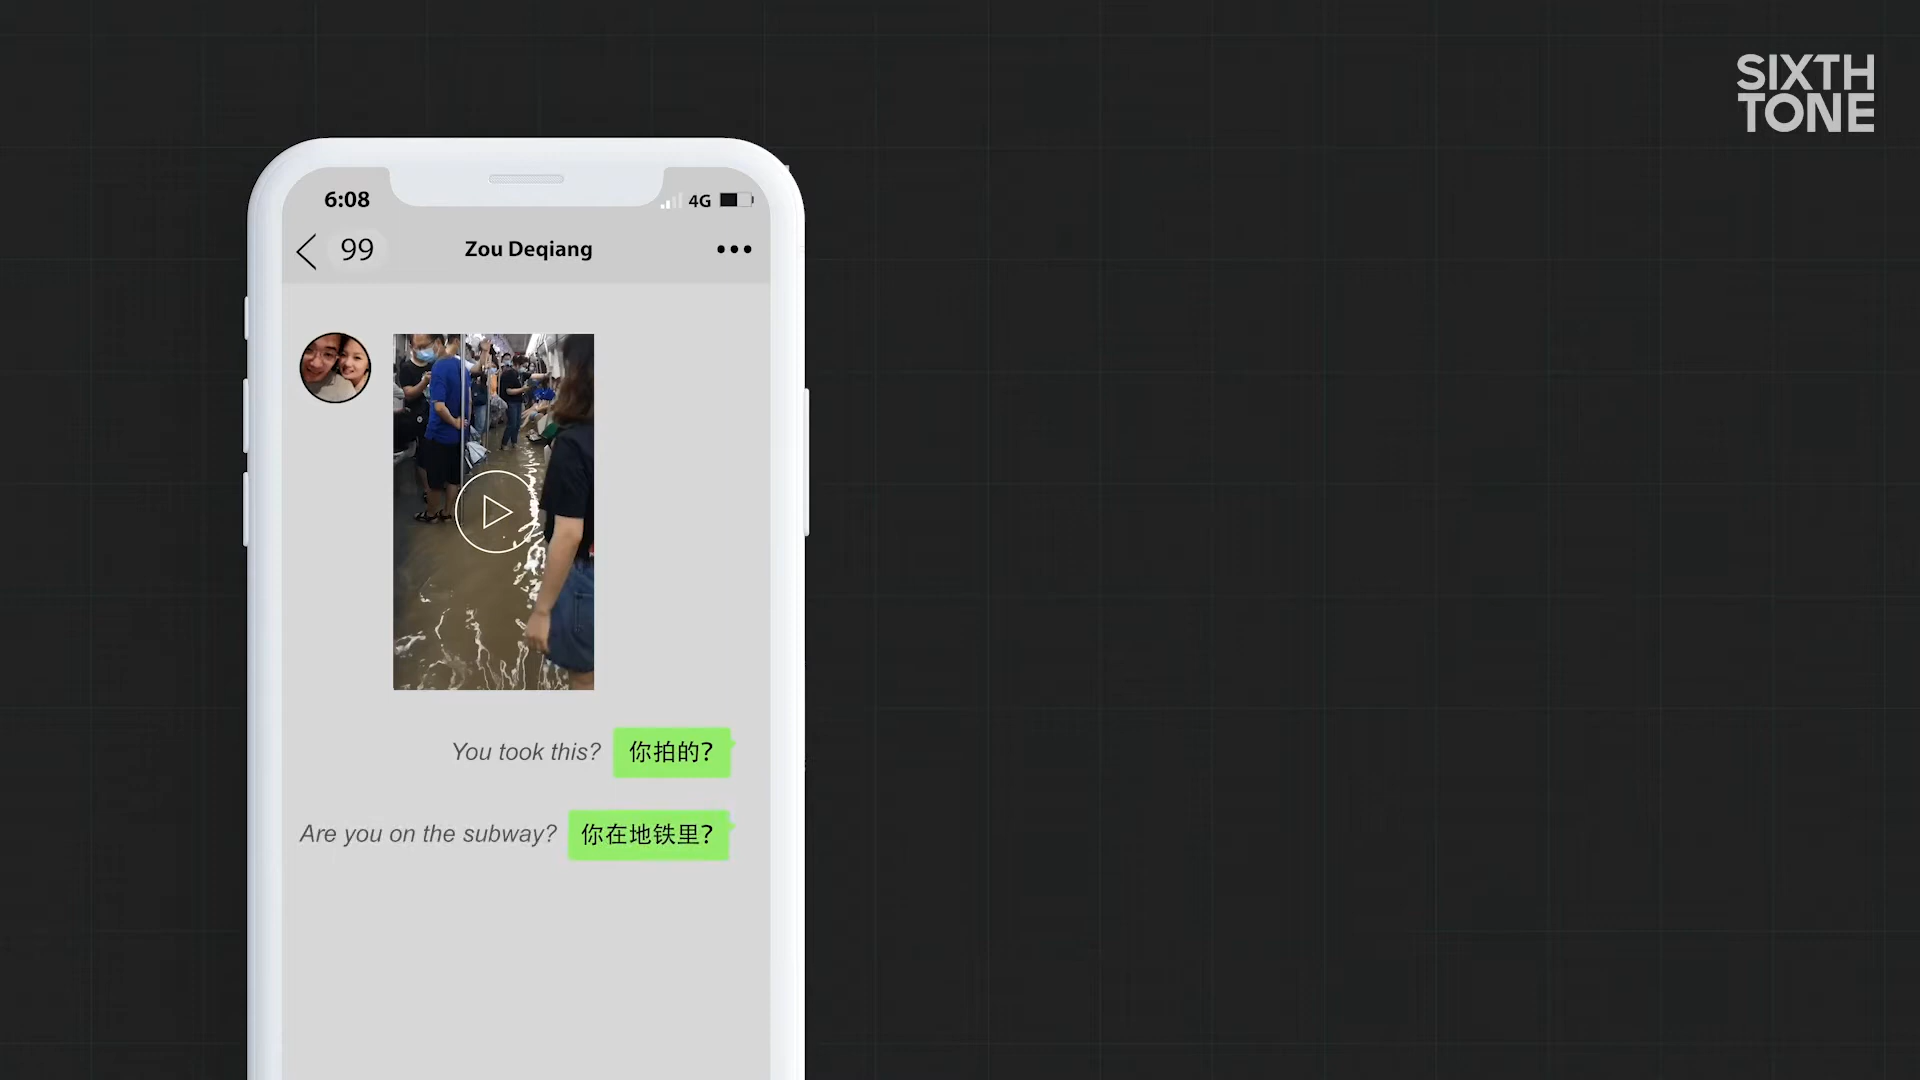 SIXTH
TONE
6:08
4G
99
Zou Deqiang
You took this?
你拍的?
Are you on the subway?
你在地铁里?